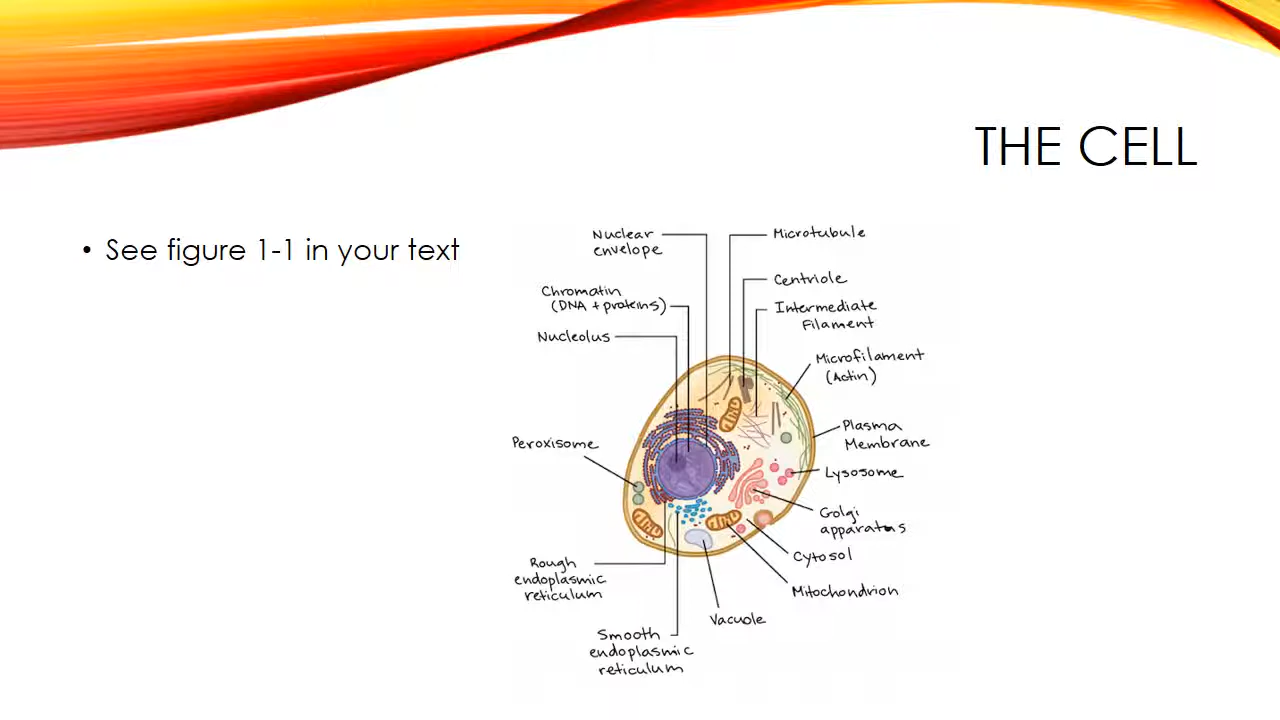 THE CELL
• See figure 1-1 in your text
Nuclear
envelope
Chromatin
(DNA + proteins)
Nucleolus
Peroxisome
Rough
endoplasmic
reticulum
Smooth
endoplasmic
reticulum
Vacuole
Microtubule
Centriole
Intermediate
Filament
Microfilament
(Actin)
Plasma
Membrane
Lysosome
Golgi
apparatus
Cytosol
Mitochondrion